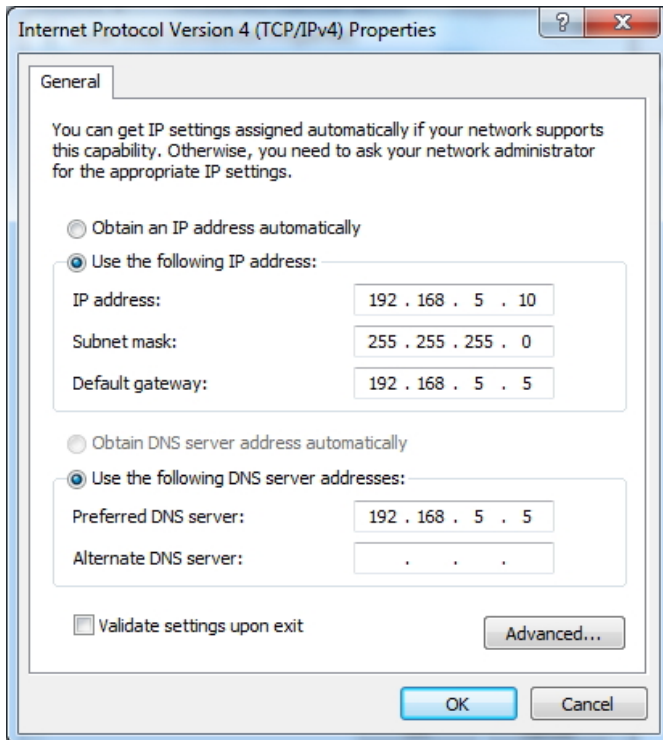 Internet Protocol Version 4 (TCP/IPv4) Properties
General
You can get IP settings assigned automatically if your network supports
this capability. Otherwise, you need to ask your network administrator
for the appropriate IP settings.
Obtain an IP address automatically
Use the following IP address:
IP address: 192 . 168 . 5 . 10
Subnet mask: 255 . 255 . 255 . 0
Default gateway: 192 . 168 . 5 . 5
Obtain DNS server address automatically
Use the following DNS server addresses:
Preferred DNS server: 192 . 168 . 5 . 5
Alternate DNS server: . . .
Validate settings upon exit
Advanced...
OK Cancel